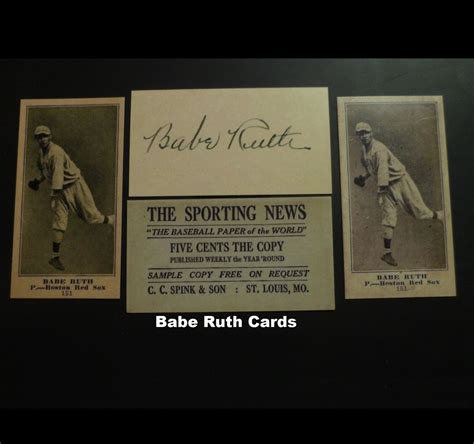 Babe Ruth
THE SPORTING NEWS
"THE BASEBALL PAPER of the WORLD"
FIVE CENTS THE COPY
PUBLISHED WEEKLY the YEAR 'ROUND
SAMPLE COPY FREE ON REQUEST
C. C. SPINK & SON : ST. LOUIS, MO.
BABE RUTH
P.—Boston Red Sox
151
BABE RUTH
P.—Boston Red Sox
151
Babe Ruth Cards